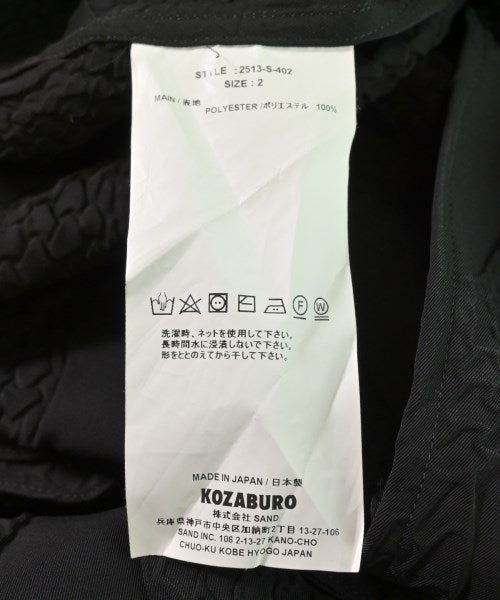 STYLE : 2513-S-402
SIZE : 2
MAIN / 表地 POLYESTER /ポリエステル 100%
F W
洗濯時、ネットを使用して下さい。
長時間水に浸漬しないで下さい。
形をととのえてから干して下さい。
MADE IN JAPAN / 日本製
KOZABURO
株式会社 SAND
兵庫県神戸市中央区加納町2丁目 13-27-106
SAND INC. 106 2-13-27 KANO-CHO
CHUO-KU KOBE HYOGO JAPAN